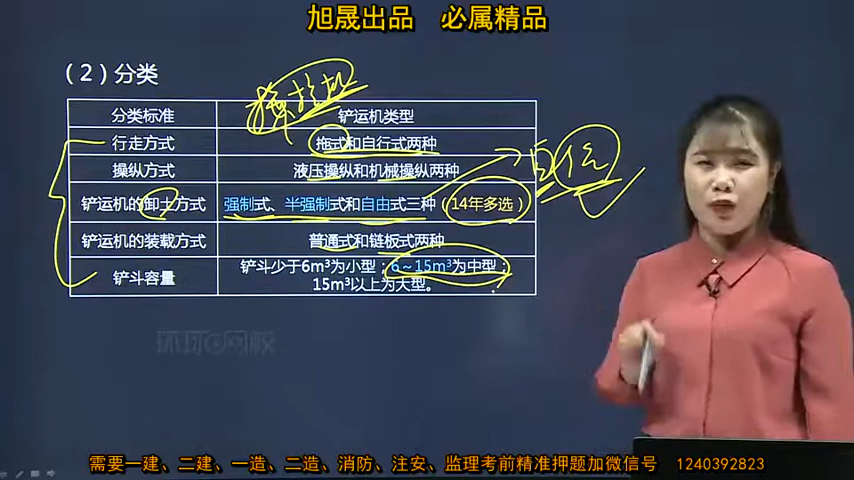 旭晟出品 必属精品
（2）分类
分类标准 铲运机类型
行走方式 拖式和自行式两种
操纵方式 液压操纵和机械操纵两种
铲运机的卸土方式 强制式、半强制式和自由式三种（14年多选）
铲运机的装载方式 普通式和链板式两种
铲斗容量 铲斗少于6m³为小型；6～15m³为中型；
15m³以上为大型。
环球网校
需要一建、二建、一造、二造、消防、注安、监理考前精准押题加微信号 1240392823